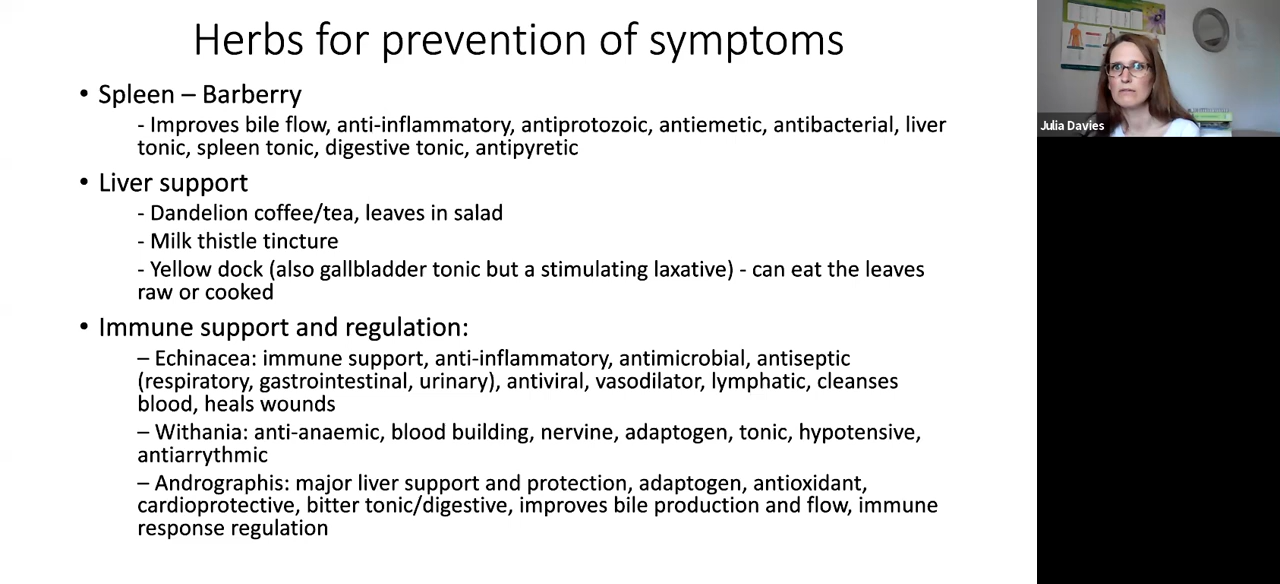 Herbs for prevention of symptoms
• Spleen – Barberry
- Improves bile flow, anti-inflammatory, antiprotozoic, antiemetic, antibacterial, liver
tonic, spleen tonic, digestive tonic, antipyretic
• Liver support
- Dandelion coffee/tea, leaves in salad
- Milk thistle tincture
- Yellow dock (also gallbladder tonic but a stimulating laxative) - can eat the leaves
raw or cooked
• Immune support and regulation:
– Echinacea: immune support, anti-inflammatory, antimicrobial, antiseptic
(respiratory, gastrointestinal, urinary), antiviral, vasodilator, lymphatic, cleanses
blood, heals wounds
– Withania: anti-anaemic, blood building, nervine, adaptogen, tonic, hypotensive,
antiarrythmic
– Andrographis: major liver support and protection, adaptogen, antioxidant,
cardioprotective, bitter tonic/digestive, improves bile production and flow, immune
response regulation
Julia Davies